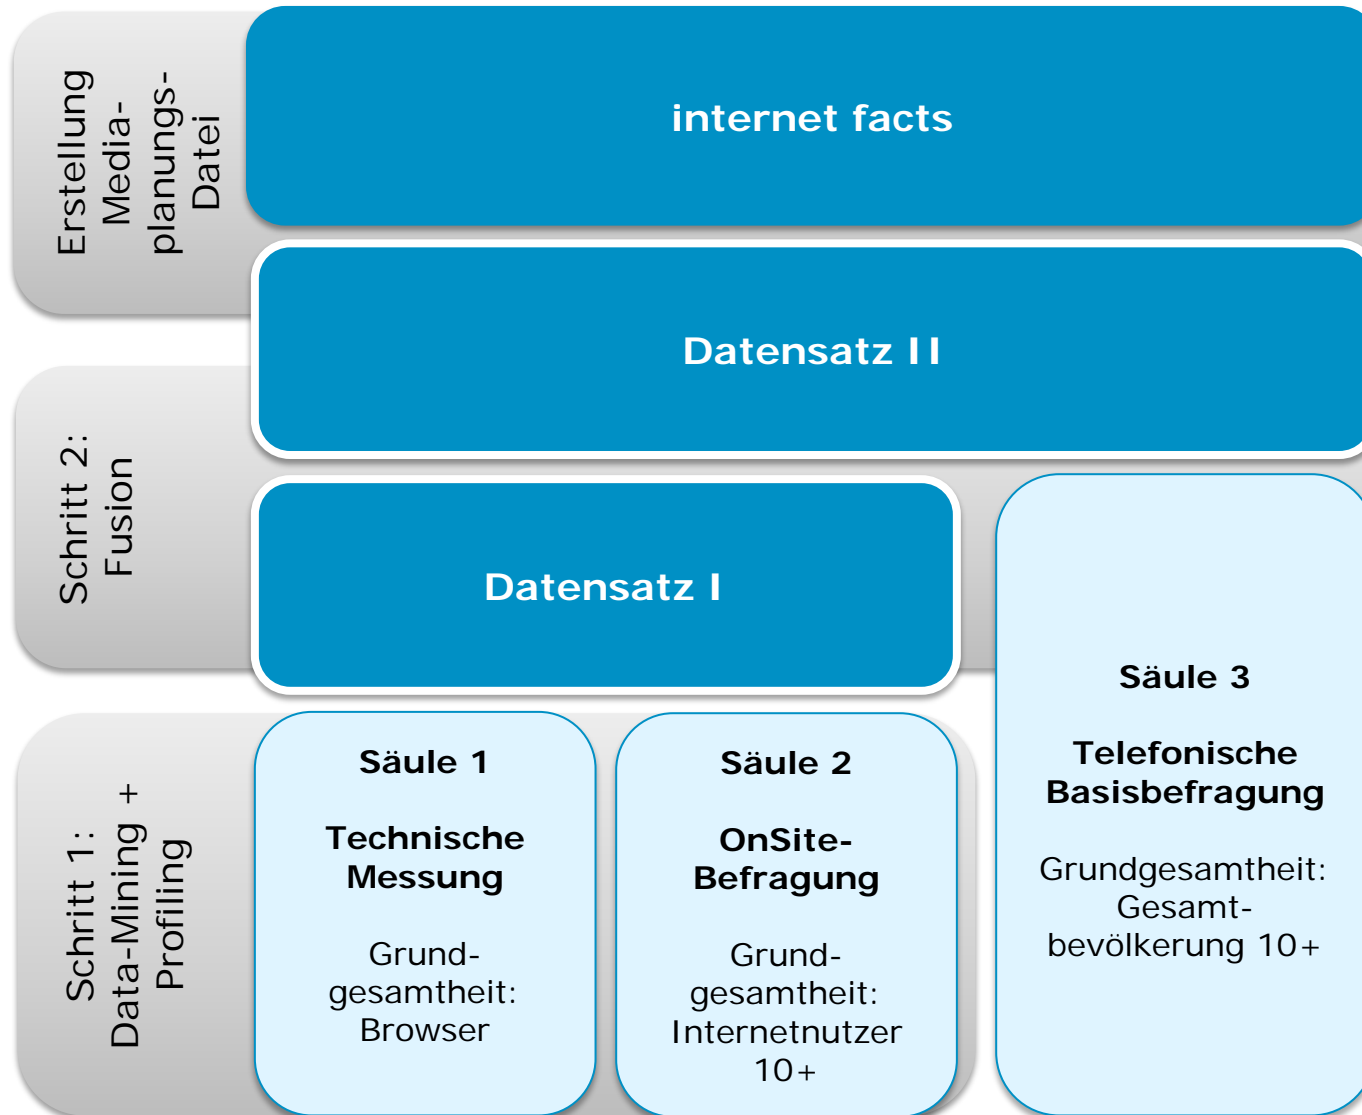 Erstellung
Media-
planungs-
Datei
internet facts
Datensatz II
Schritt 2:
Fusion
Datensatz I
Säule 3
Telefonische
Basisbefragung
Grundgesamtheit:
Gesamt-
bevölkerung 10+
Schritt 1:
Data-Mining +
Profiling
Säule 1
Technische
Messung
Grund-
gesamtheit:
Browser
Säule 2
OnSite-
Befragung
Grund-
gesamtheit:
Internetnutzer
10+